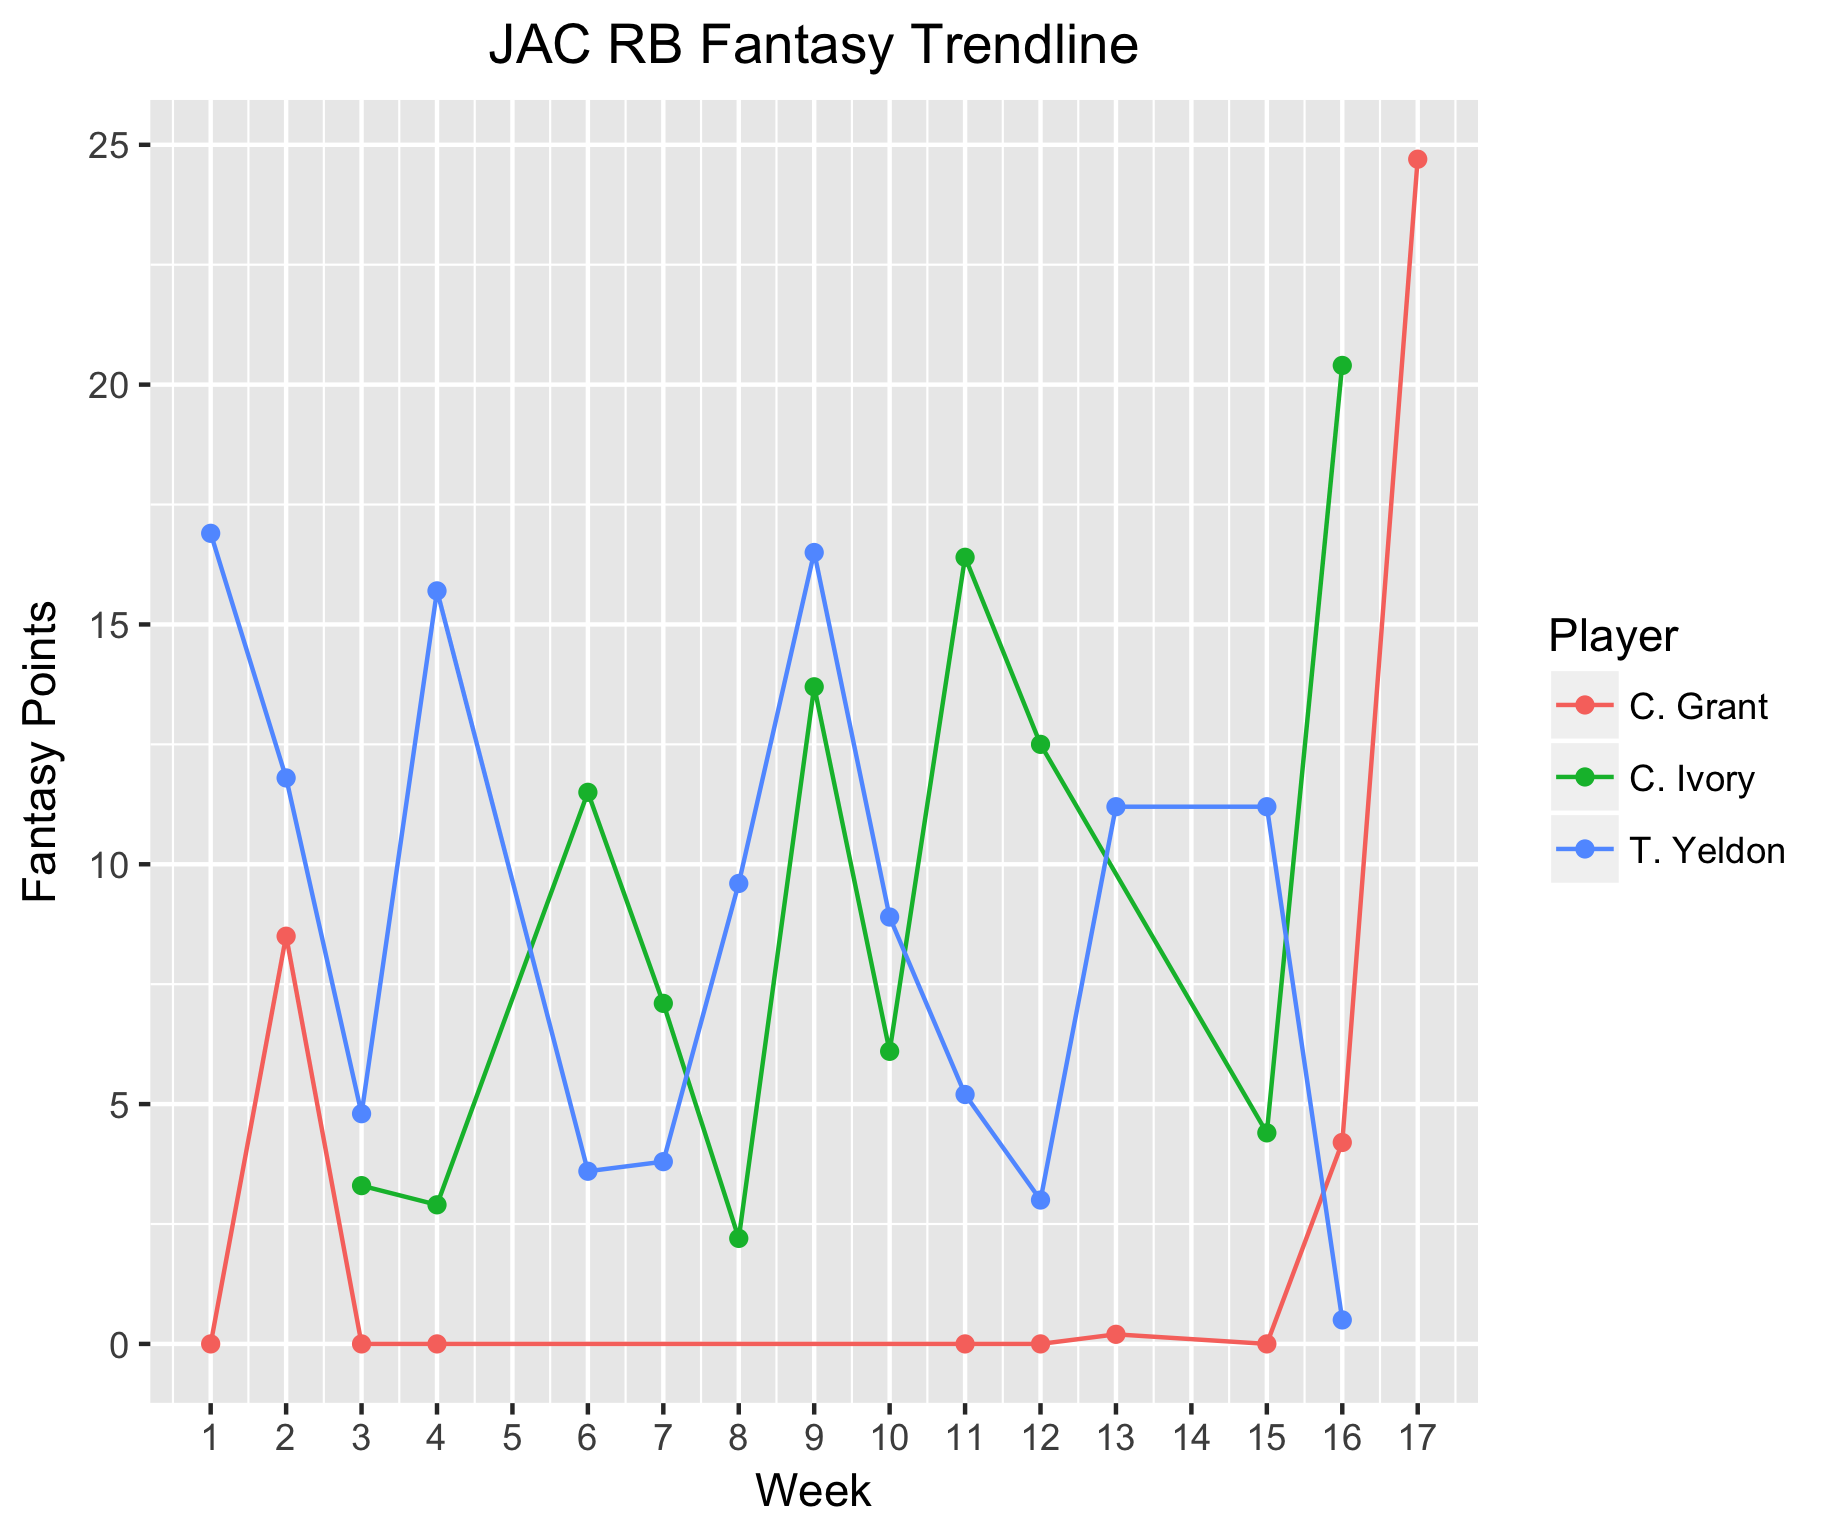 JAC RB Fantasy Trendline
25
20
15
10
5
0
Fantasy Points
1 2 3 4 5 6 7 8 9 10 11 12 13 14 15 16 17
Week
Player
C. Grant
C. Ivory
T. Yeldon